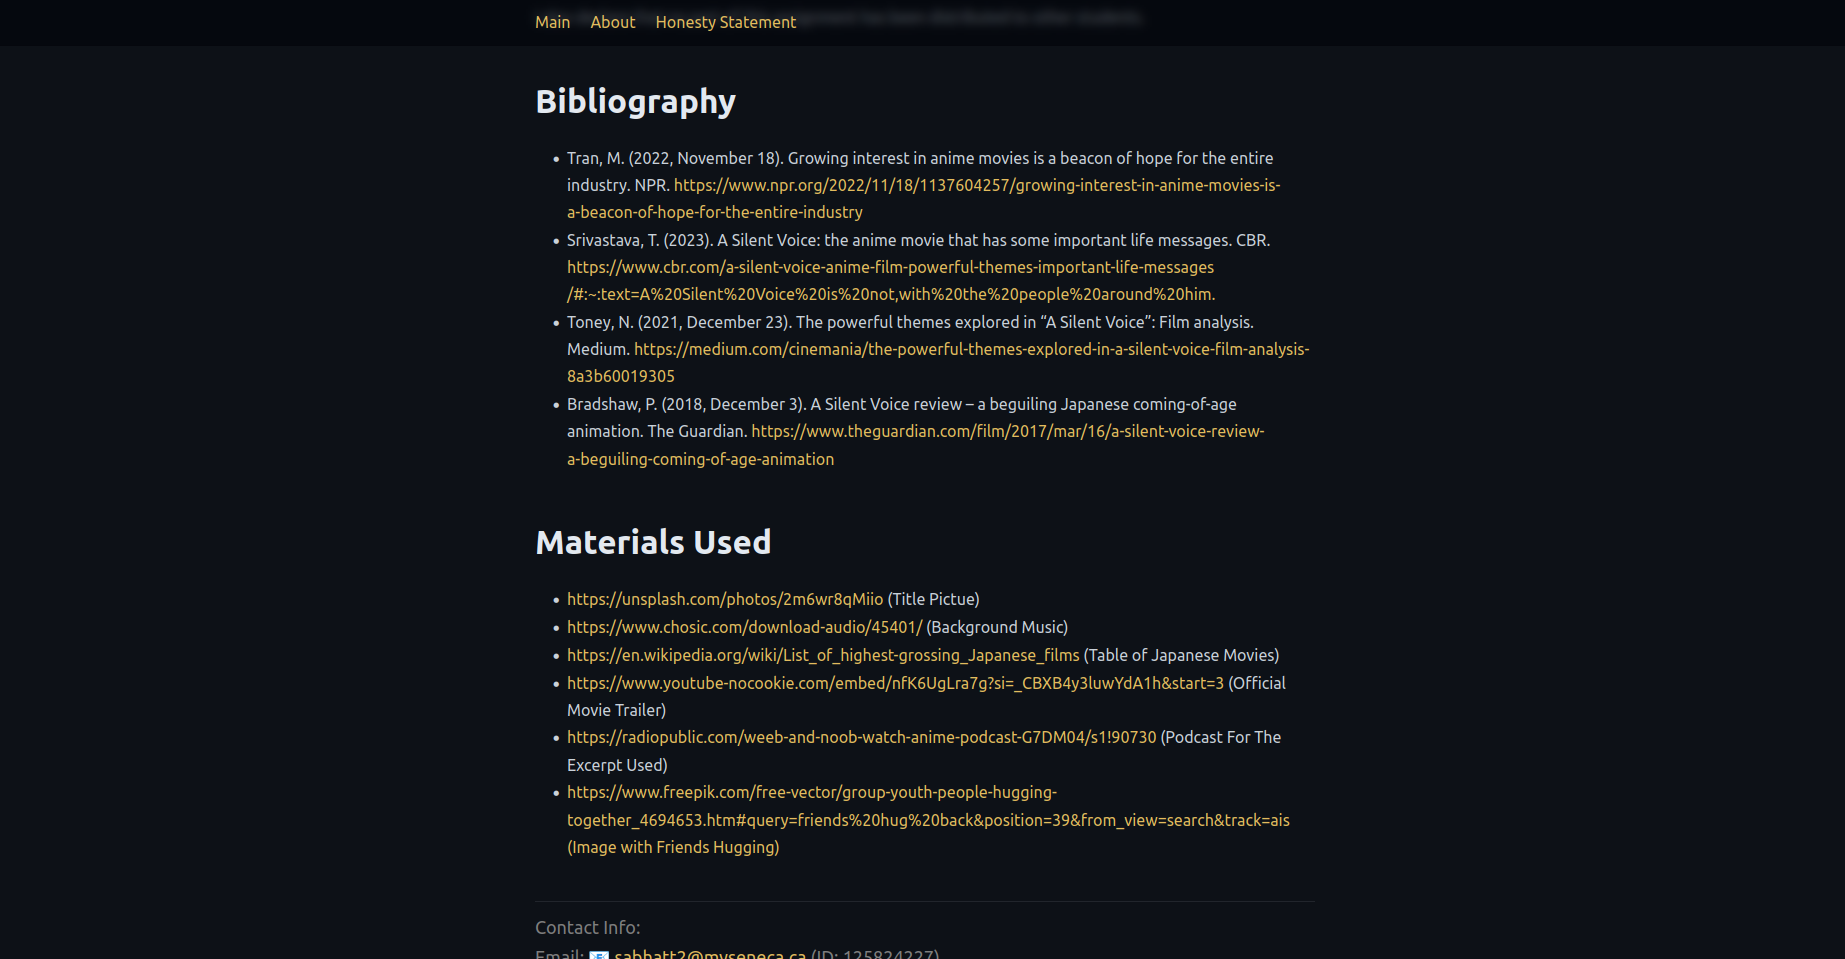 Main About Honesty Statement
Bibliography
• Tran, M. (2022, November 18). Growing interest in anime movies is a beacon of hope for the entire
industry. NPR. https://www.npr.org/2022/11/18/1137604257/growing-interest-in-anime-movies-is-
a-beacon-of-hope-for-the-entire-industry
• Srivastava, T. (2023). A Silent Voice: the anime movie that has some important life messages. CBR.
https://www.cbr.com/a-silent-voice-anime-film-powerful-themes-important-life-messages
/#:~:text=A%20Silent%20Voice%20is%20not,with%20the%20people%20around%20him.
• Toney, N. (2021, December 23). The powerful themes explored in “A Silent Voice”: Film analysis.
Medium. https://medium.com/cinemania/the-powerful-themes-explored-in-a-silent-voice-film-analysis-
8a3b60019305
• Bradshaw, P. (2018, December 3). A Silent Voice review – a beguiling Japanese coming-of-age
animation. The Guardian. https://www.theguardian.com/film/2017/mar/16/a-silent-voice-review-
a-beguiling-coming-of-age-animation
Materials Used
• https://unsplash.com/photos/2m6wr8qMiio (Title Pictue)
• https://www.chosic.com/download-audio/45401/ (Background Music)
• https://en.wikipedia.org/wiki/List_of_highest-grossing_Japanese_films (Table of Japanese Movies)
• https://www.youtube-nocookie.com/embed/nfK6UgLra7g?si=_CBXB4y3luwYdA1h&start=3 (Official
Movie Trailer)
• https://radiopublic.com/weeb-and-noob-watch-anime-podcast-G7DM04/s1!90730 (Podcast For The
Excerpt Used)
• https://www.freepik.com/free-vector/group-youth-people-hugging-
together_4694653.htm#query=friends%20hug%20back&position=39&from_view=search&track=ais
(Image with Friends Hugging)
Contact Info:
Email: 📧 sabhatt2@myseneca.ca (ID: 125824227)